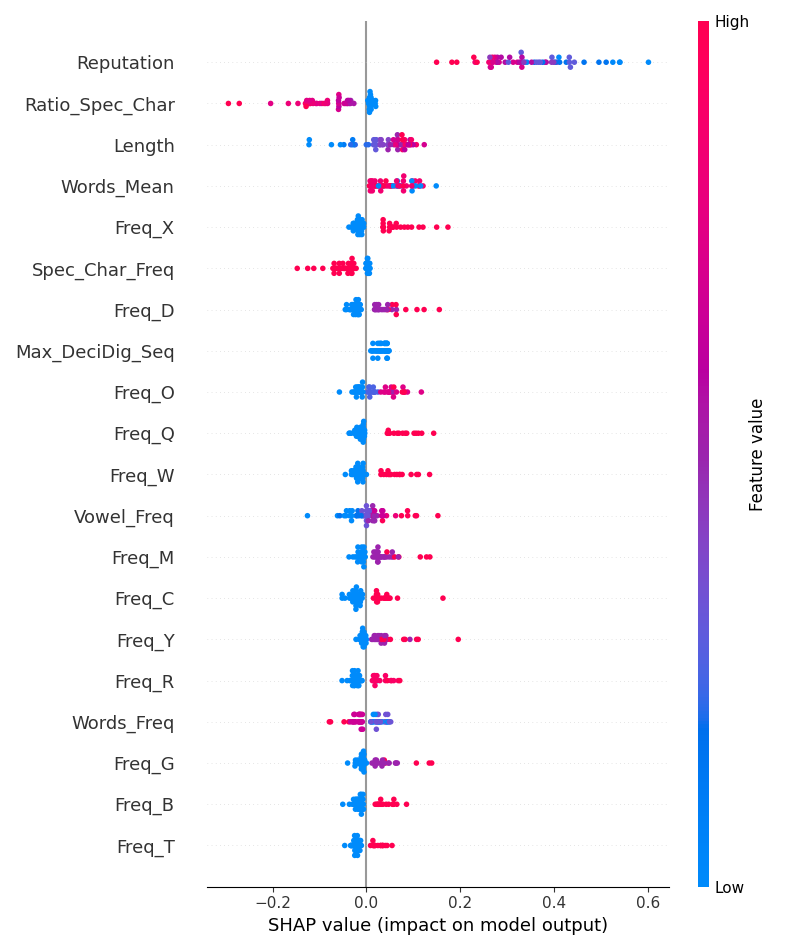 High
Reputation
Ratio_Spec_Char
Length
Words_Mean
Freq_X
Spec_Char_Freq
Freq_D
Max_DeciDig_Seq
Freq_O
Freq_Q
Freq_W
Vowel_Freq
Freq_M
Freq_C
Freq_Y
Freq_R
Words_Freq
Freq_G
Freq_B
Freq_T
Feature value
Low
−0.2 0.0 0.2 0.4 0.6
SHAP value (impact on model output)